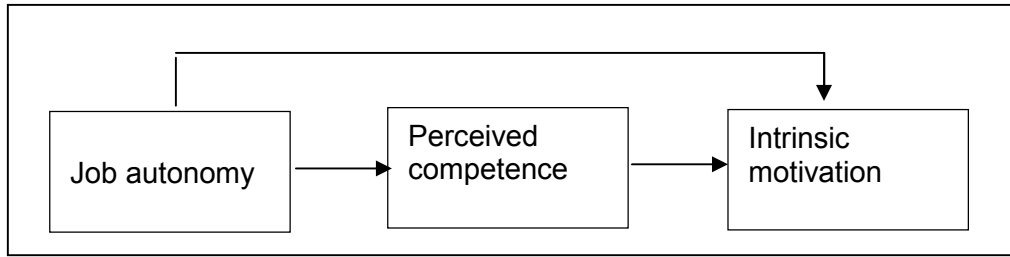 Job autonomy
Perceived
competence
Intrinsic
motivation